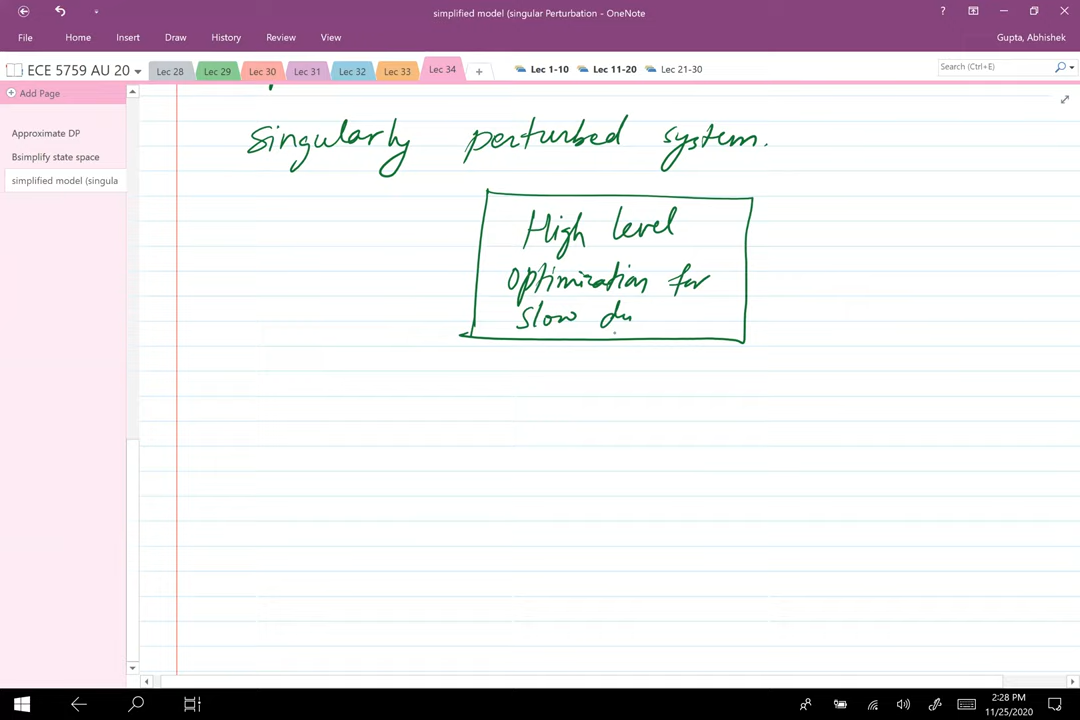 simplified model (singular Perturbation - OneNote
File Home Insert Draw History Review View
Gupta, Abhishek
ECE 5759 AU 20 Lec 28 Lec 29 Lec 30 Lec 31 Lec 32 Lec 33 Lec 34 Lec 1-10 Lec 11-20 Lec 21-30
Search (Ctrl+E)
Add Page
Approximate DP
Bsimplify state space
simplified model (singula
singularly perturbed system.
High level
optimization for
slow du
2:28 PM
11/25/2020